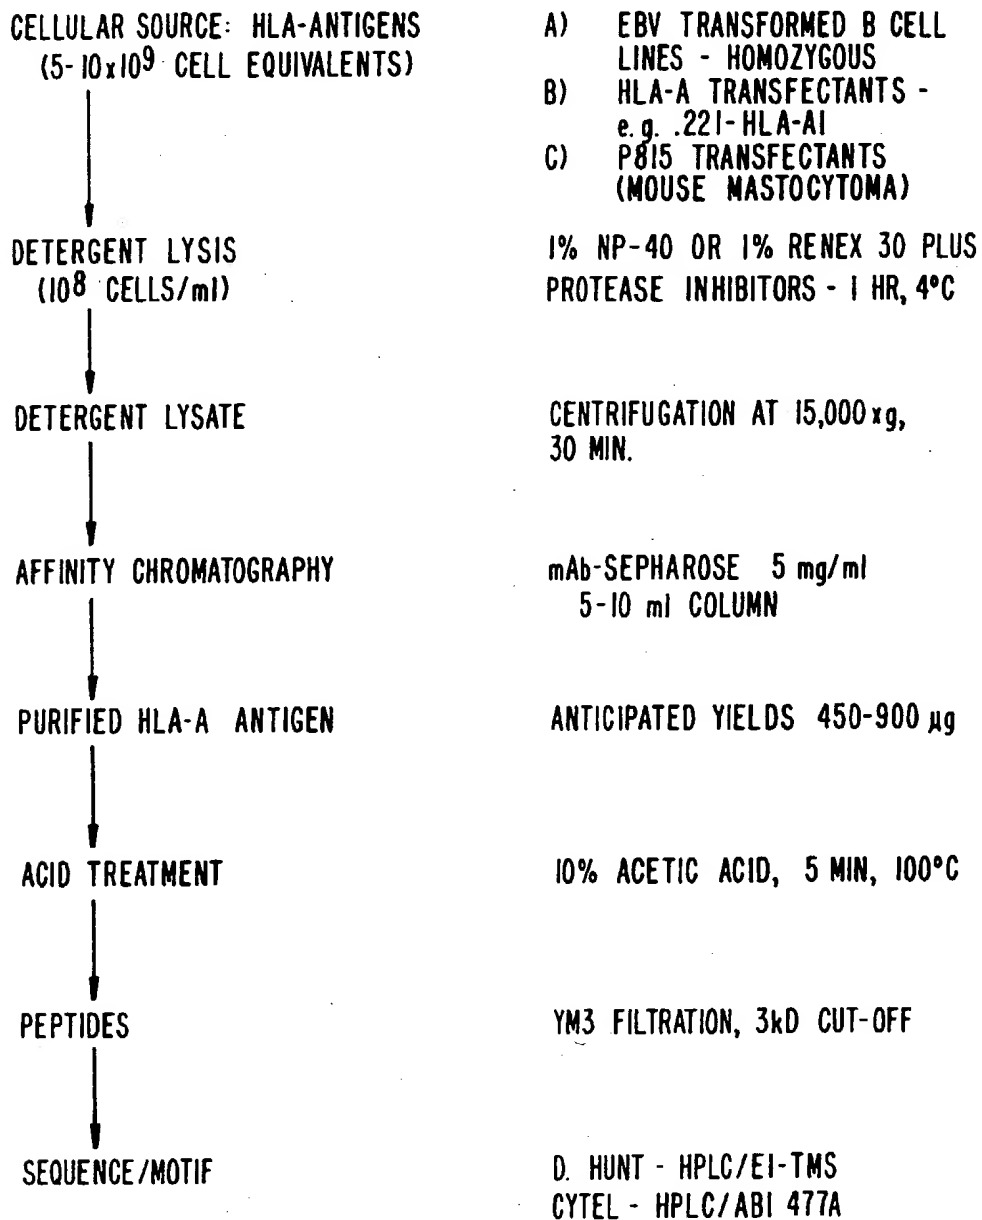 CELLULAR SOURCE: HLA-ANTIGENS
(5-10x10⁹ CELL EQUIVALENTS)
A) EBV TRANSFORMED B CELL
LINES - HOMOZYGOUS
B) HLA-A TRANSFECTANTS -
e.g. .221-HLA-A1
C) P815 TRANSFECTANTS
(MOUSE MASTOCYTOMA)
DETERGENT LYSIS
(10⁸ CELLS/ml)
1% NP-40 OR 1% RENEX 30 PLUS
PROTEASE INHIBITORS - 1 HR, 4°C
DETERGENT LYSATE
CENTRIFUGATION AT 15,000xg,
30 MIN.
AFFINITY CHROMATOGRAPHY
mAb-SEPHAROSE 5 mg/ml
5-10 ml COLUMN
PURIFIED HLA-A ANTIGEN
ANTICIPATED YIELDS 450-900 µg
ACID TREATMENT
10% ACETIC ACID, 5 MIN, 100°C
PEPTIDES
YM3 FILTRATION, 3kD CUT-OFF
SEQUENCE/MOTIF
D. HUNT - HPLC/EI-TMS
CYTEL - HPLC/ABI 477A